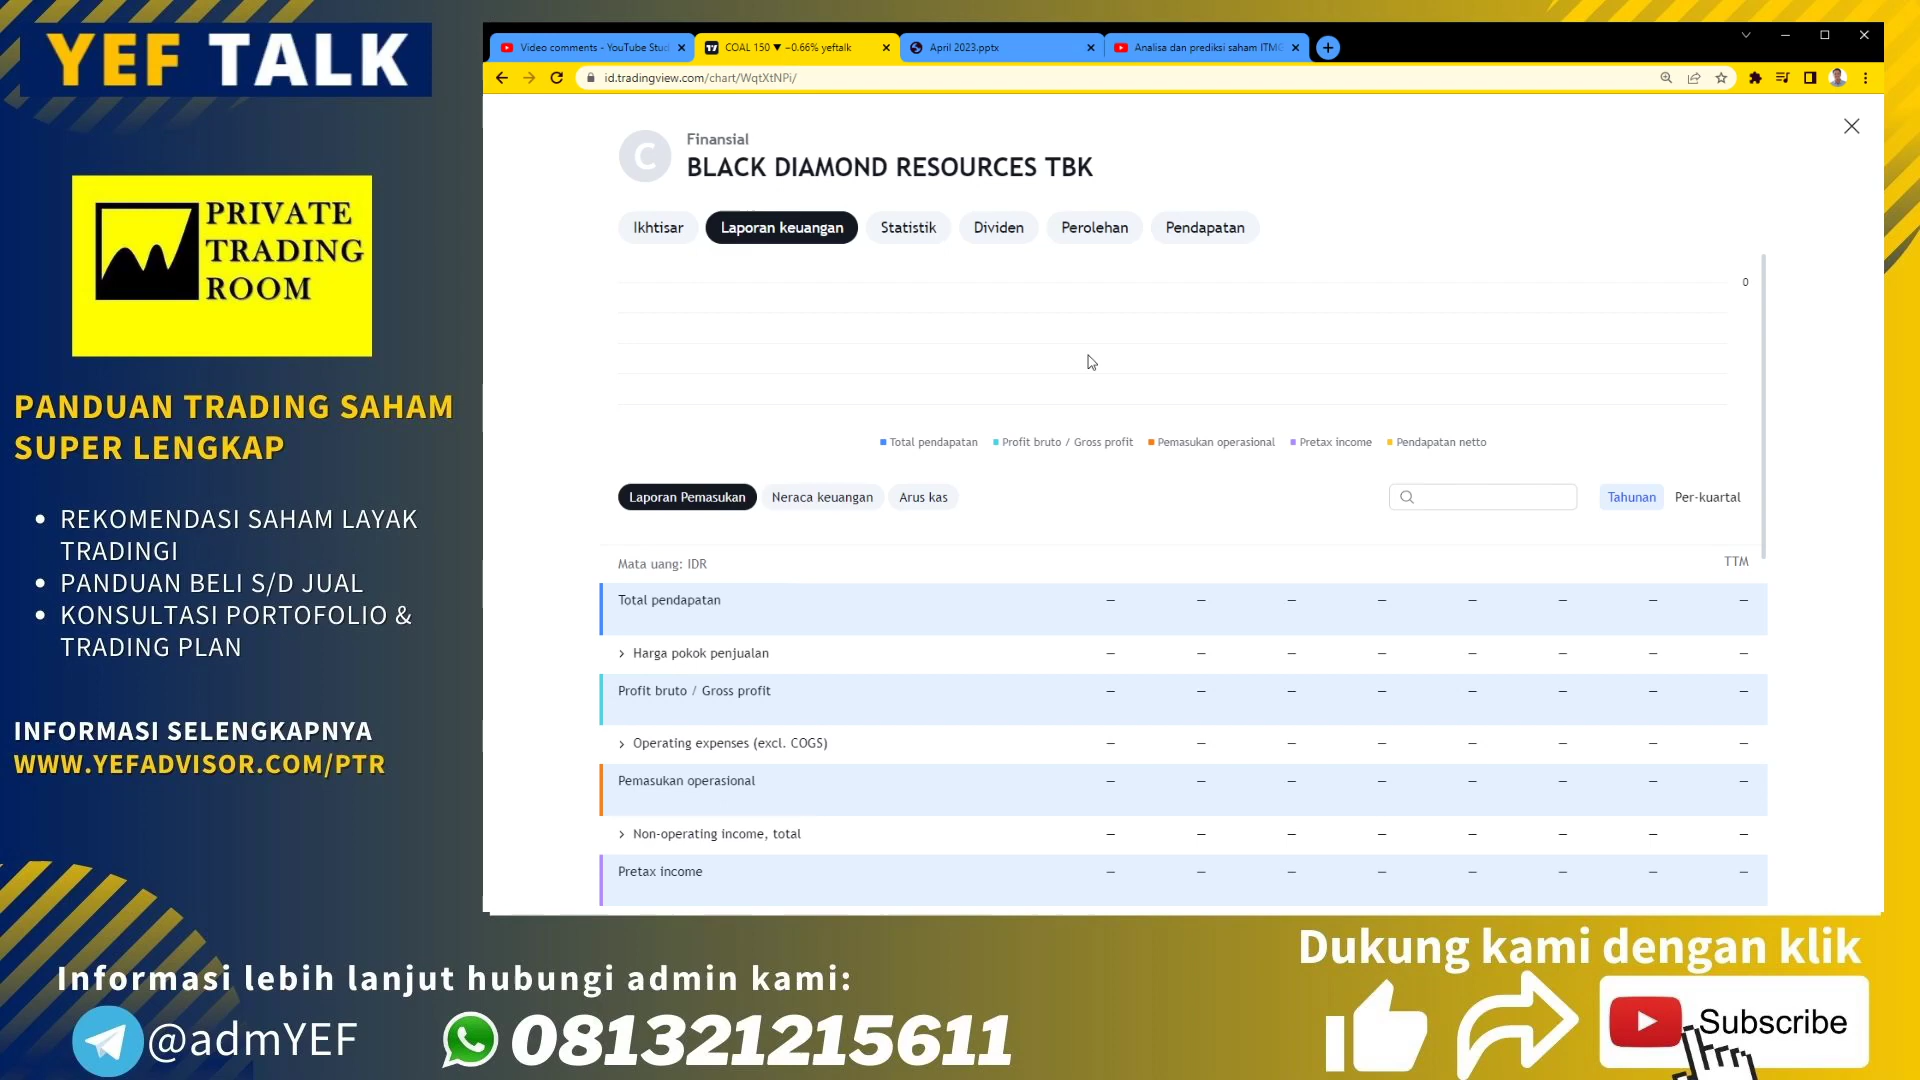 YEF TALK
PRIVATE
TRADING
ROOM
PANDUAN TRADING SAHAM
SUPER LENGKAP
• REKOMENDASI SAHAM LAYAK
TRADINGI
• PANDUAN BELI S/D JUAL
• KONSULTASI PORTOFOLIO &
TRADING PLAN
INFORMASI SELENGKAPNYA
WWW.YEFADVISOR.COM/PTR
Video comments - YouTube Stud
COAL 150 ▼ −0.66% yeftalk
April 2023.pptx
Analisa dan prediksi saham ITMG
id.tradingview.com/chart/WqtXtNPi/
C
Finansial
BLACK DIAMOND RESOURCES TBK
Ikhtisar Laporan keuangan Statistik Dividen Perolehan Pendapatan
0
Total pendapatan Profit bruto / Gross profit Pemasukan operasional Pretax income Pendapatan netto
Laporan Pemasukan Neraca keuangan Arus kas Tahunan Per-kuartal
Mata uang: IDR TTM
Total pendapatan — — — — — — — —
Harga pokok penjualan — — — — — — — —
Profit bruto / Gross profit — — — — — — — —
Operating expenses (excl. COGS) — — — — — — — —
Pemasukan operasional — — — — — — — —
Non-operating income, total — — — — — — — —
Pretax income — — — — — — — —
Informasi lebih lanjut hubungi admin kami:
@admYEF
081321215611
Dukung kami dengan klik
Subscribe